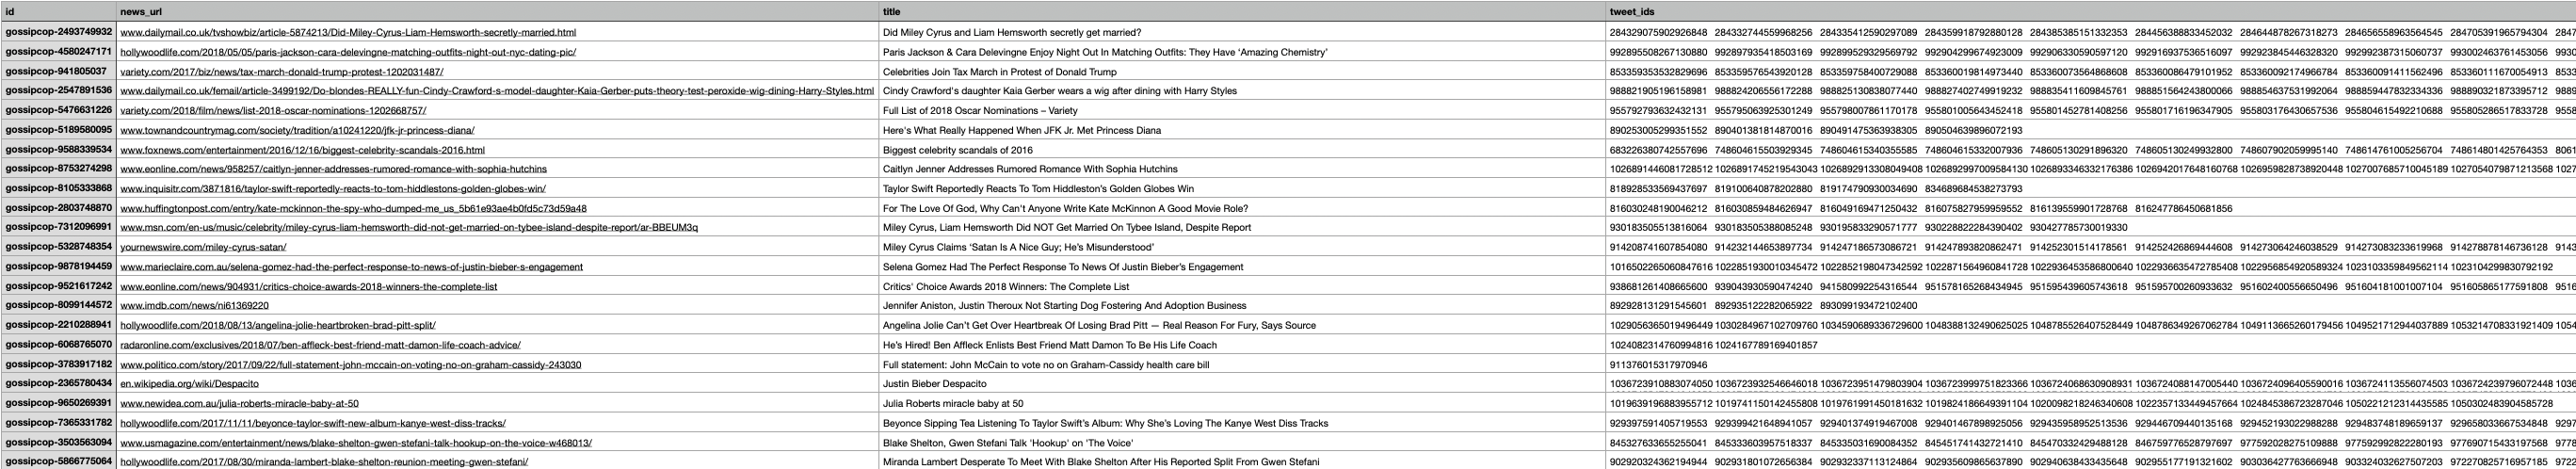 id news_url title tweet_ids
gossipcop-2493749932 www.dailymail.co.uk/tvshowbiz/article-5874213/Did-Miley-Cyrus-Liam-Hemsworth-secretly-married.html Did Miley Cyrus and Liam Hemsworth secretly get married? 284329075902926848 284332744559968256 284335412590297089 284359918792880128 284385385151332353 284456388833452032 284464878267318273 284656558963564545 284705391965794304
gossipcop-4580247171 hollywoodlife.com/2018/05/05/paris-jackson-cara-delevingne-matching-outfits-night-out-nyc-dating-pic/ Paris Jackson & Cara Delevingne Enjoy Night Out In Matching Outfits: They Have ‘Amazing Chemistry’ 992895508267130880 992897935418503169 992899529329569792 992904299674923009 992906330590597120 992916937536516097 992923845446328320 992992387315060737 993002463761453056
gossipcop-941805037 variety.com/2017/biz/news/tax-march-donald-trump-protest-1202031487/ Celebrities Join Tax March in Protest of Donald Trump 853359353532829696 853359576543920128 853359758400729088 853360019814973440 853360073564868608 853360086479101952 853360092174966784 853360091411562496 853360111670054913
gossipcop-2547891536 www.dailymail.co.uk/femail/article-3499192/Do-blondes-REALLY-fun-Cindy-Crawford-s-model-daughter-Kaia-Gerber-puts-theory-test-peroxide-wig-dining-Harry-Styles.html Cindy Crawford's daughter Kaia Gerber wears a wig after dining with Harry Styles 988821905196158981 988824206556172288 988825130838077440 988827402749919232 988835411609845761 988851564243800066 988854637531992064 988859447832334336 988890321873395712
gossipcop-5476631226 variety.com/2018/film/news/list-2018-oscar-nominations-1202668757/ Full List of 2018 Oscar Nominations – Variety 955792793632432131 955795063925301249 955798007861170178 955801005643452418 955801452781408256 955801716196347905 955803176430657536 955804615492210688 955805286517833728
gossipcop-5189580095 www.townandcountrymag.com/society/tradition/a10241220/jfk-jr-princess-diana/ Here's What Really Happened When JFK Jr. Met Princess Diana 890253005299351552 890401381814870016 890491475363938305 890504639896072193
gossipcop-9588339534 www.foxnews.com/entertainment/2016/12/16/biggest-celebrity-scandals-2016.html Biggest celebrity scandals of 2016 683226380742557696 748604615503929345 748604615340355585 748604615332007936 748605130291896320 748605130249932800 748607902059995140 748614761005256704 748614801425764353
gossipcop-8753274298 www.eonline.com/news/958257/caitlyn-jenner-addresses-rumored-romance-with-sophia-hutchins Caitlyn Jenner Addresses Rumored Romance With Sophia Hutchins 1026891446081728512 1026891745219543043 1026892913308049408 1026892997009584130 1026893346332176386 1026942017648160768 1026959828738920448 1027007685710045189 1027054079871213568
gossipcop-8105333868 www.inquisitr.com/3871816/taylor-swift-reportedly-reacts-to-tom-hiddlestons-golden-globes-win/ Taylor Swift Reportedly Reacts To Tom Hiddleston’s Golden Globes Win 818928533569437697 819100640878202880 819174790930034690 834689684538273793
gossipcop-2803748870 www.huffingtonpost.com/entry/kate-mckinnon-the-spy-who-dumped-me_us_5b61e93ae4b0fd5c73d59a48 For The Love Of God, Why Can't Anyone Write Kate McKinnon A Good Movie Role? 816030248190046212 816030859484626947 816049169471250432 816075827959959552 816139559901728768 816247786450681856
gossipcop-7312096991 www.msn.com/en-us/music/celebrity/miley-cyrus-liam-hemsworth-did-not-get-married-on-tybee-island-despite-report/ar-BBEUM3q Miley Cyrus, Liam Hemsworth Did NOT Get Married On Tybee Island, Despite Report 930183505513816064 930183505388085248 930195833290571777 930228822284390402 930427785730019330
gossipcop-5328748354 yournewswire.com/miley-cyrus-satan/ Miley Cyrus Claims ‘Satan Is A Nice Guy; He’s Misunderstood’ 914208741607854080 914232144653897734 914247186573086721 914247893820862471 914252301514178561 914252426869444608 914273064246038529 914273083233619968 914278878146736128
gossipcop-9878194459 www.marieclaire.com.au/selena-gomez-had-the-perfect-response-to-news-of-justin-bieber-s-engagement Selena Gomez Had The Perfect Response To News Of Justin Bieber’s Engagement 1016502265060847616 1022851930010345472 1022852198047342592 1022871564960841728 1022936453586800640 1022936635472785408 1022956854920589324 1023103359849562114 1023104299830792192
gossipcop-9521617242 www.eonline.com/news/904931/critics-choice-awards-2018-winners-the-complete-list Critics' Choice Awards 2018 Winners: The Complete List 938681261408665600 939043930590474240 941580992254316544 951578165268434945 951595439605743618 951595700260933632 951602400556650496 951604181001007104 951605865177591808
gossipcop-8099144572 www.imdb.com/news/ni61369220 Jennifer Aniston, Justin Theroux Not Starting Dog Fostering And Adoption Business 892928131291545601 892935122282065922 893099193472102400
gossipcop-2210288941 hollywoodlife.com/2018/08/13/angelina-jolie-heartbroken-brad-pitt-split/ Angelina Jolie Can’t Get Over Heartbreak Of Losing Brad Pitt — Real Reason For Fury, Says Source 1029056365019496449 1030284967102709760 1034590689336729600 1048388132490625025 1048785526407528449 1048786349267062784 1049113665260179456 1049521712944037889 1053214708331921409
gossipcop-6068765070 radaronline.com/exclusives/2018/07/ben-affleck-best-friend-matt-damon-life-coach-advice/ He’s Hired! Ben Affleck Enlists Best Friend Matt Damon To Be His Life Coach 1024082314760994816 1024167789169401857
gossipcop-3783917182 www.politico.com/story/2017/09/22/full-statement-john-mccain-on-voting-no-on-graham-cassidy-243030 Full statement: John McCain to vote no on Graham-Cassidy health care bill 911376015317970946
gossipcop-2365780434 en.wikipedia.org/wiki/Despacito Justin Bieber Despacito 1036723910883074050 1036723932546646018 1036723951479803904 1036723999751823366 1036724068630908931 1036724088147005440 1036724096405590016 1036724113556074503 1036724239796072448
gossipcop-9650269391 www.newidea.com.au/julia-roberts-miracle-baby-at-50 Julia Roberts miracle baby at 50 1019639196883955712 1019741150142455808 1019761991450181632 1019824186649391104 1020098218246340608 1022357133449457664 1024845386723287046 1050221212314435585 1050302483904585728
gossipcop-7365331782 hollywoodlife.com/2017/11/11/beyonce-taylor-swift-new-album-kanye-west-diss-tracks/ Beyonce Sipping Tea Listening To Taylor Swift’s Album: Why She’s Loving The Kanye West Diss Tracks 929397591405719553 929399421648941057 929401374919467008 929401467898925056 929435958952513536 929446709440135168 929452193022988288 929483748189659137 929658033667534848
gossipcop-3503563094 www.usmagazine.com/entertainment/news/blake-shelton-gwen-stefani-talk-hookup-on-the-voice-w468013/ Blake Shelton, Gwen Stefani Talk 'Hookup' on 'The Voice' 845327633655255041 845333603957518337 845335031690084352 845451741432721410 845470332429488128 846759776528797697 977592028275109888 977592992822280193 977690715433197568
gossipcop-5866775064 hollywoodlife.com/2017/08/30/miranda-lambert-blake-shelton-reunion-meeting-gwen-stefani/ Miranda Lambert Desperate To Meet With Blake Shelton After His Reported Split From Gwen Stefani 902920324362194944 902931801072656384 902932337113124864 902935609865637890 902940638433435648 902955177191321602 903036427763666948 903324032627507203 972270825716957185